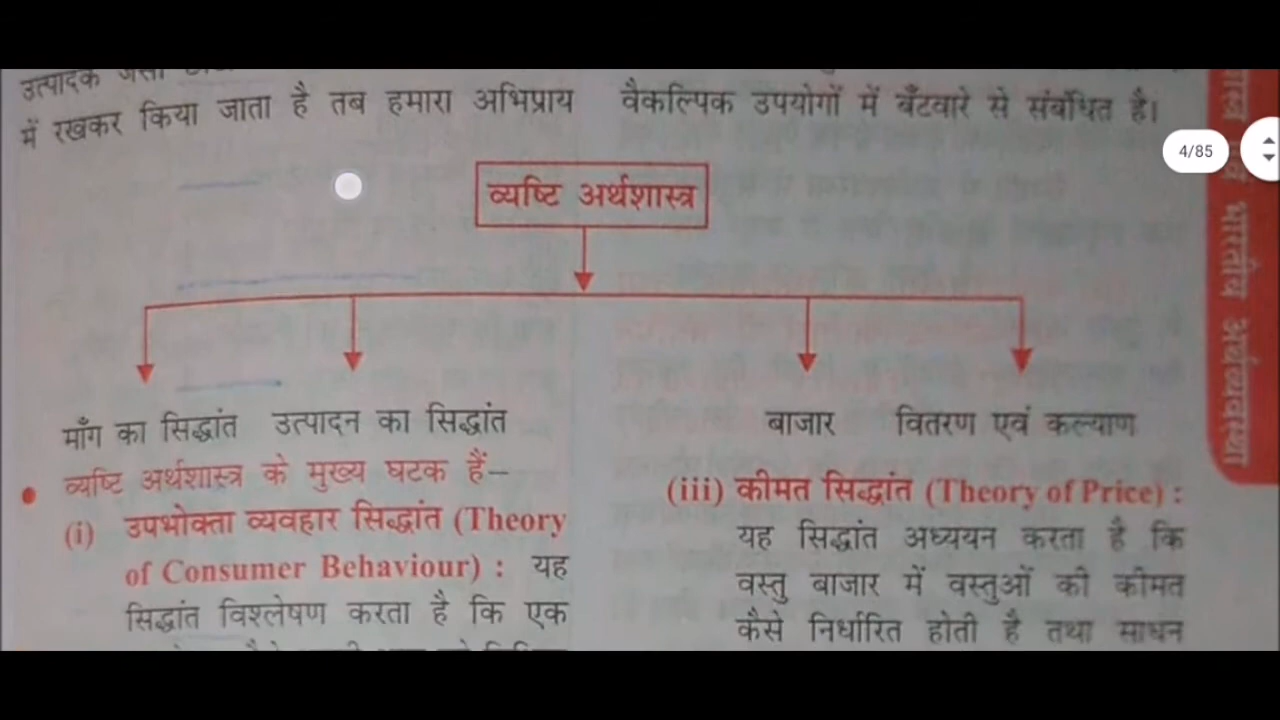 उत्पादक
में रखकर किया जाता है तब हमारा अभिप्राय
वैकल्पिक उपयोगों में बँटवारे से संबंधित है।
4/85
व्यष्टि अर्थशास्त्र
माँग का सिद्धांत उत्पादन का सिद्धांत बाजार वितरण एवं कल्याण
• व्यष्टि अर्थशास्त्र के मुख्य घटक हैं–
(i) उपभोक्ता व्यवहार सिद्धांत (Theory
of Consumer Behaviour) : यह
सिद्धांत विश्लेषण करता है कि एक
(iii) कीमत सिद्धांत (Theory of Price) :
यह सिद्धांत अध्ययन करता है कि
वस्तु बाजार में वस्तुओं की कीमत
कैसे निर्धारित होती है तथा साधन
भारतीय अर्थव्यवस्था